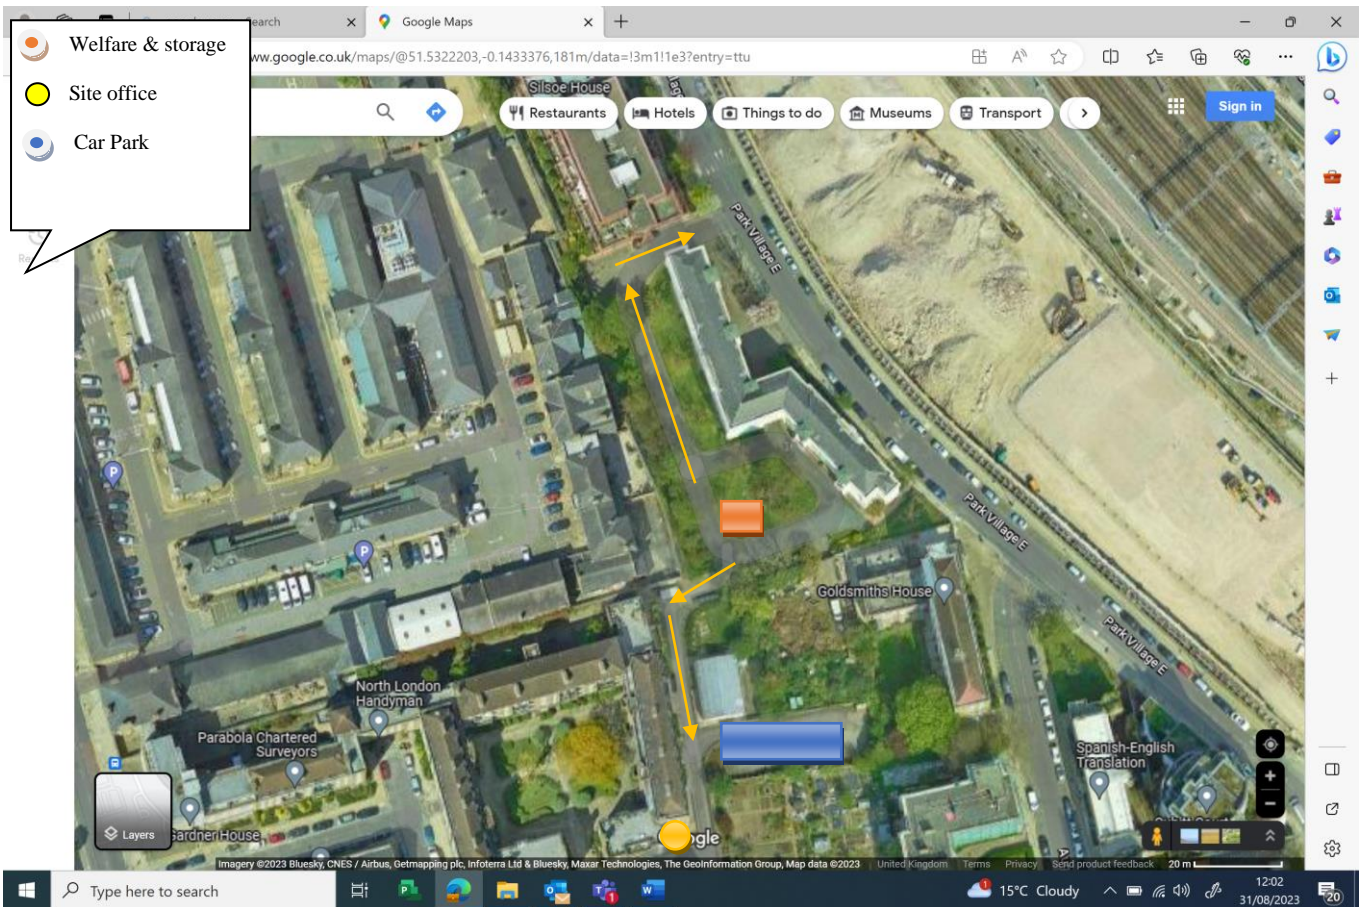 earch
Google Maps
Welfare & storage
Site office
Car Park
ww.google.co.uk/maps/@51.5322203,-0.1433376,181m/data=!3m1!1e3?entry=ttu
Silsoe House
Restaurants
Hotels
Things to do
Museums
Transport
Sign in
Park Village E
Park Village E
Park Village E
P
P
Goldsmiths House
North London
Handyman
Parabola Chartered
Surveyors
Spanish-English
Translation
Gardner House
Layers
gle
Imagery ©2023 Bluesky, CNES / Airbus, Getmapping plc, Infoterra Ltd & Bluesky, Maxar Technologies, The GeoInformation Group, Map data ©2023
United Kingdom
Terms
Privacy
Send product feedback
20 m
Type here to search
15°C Cloudy
12:02
31/08/2023
20